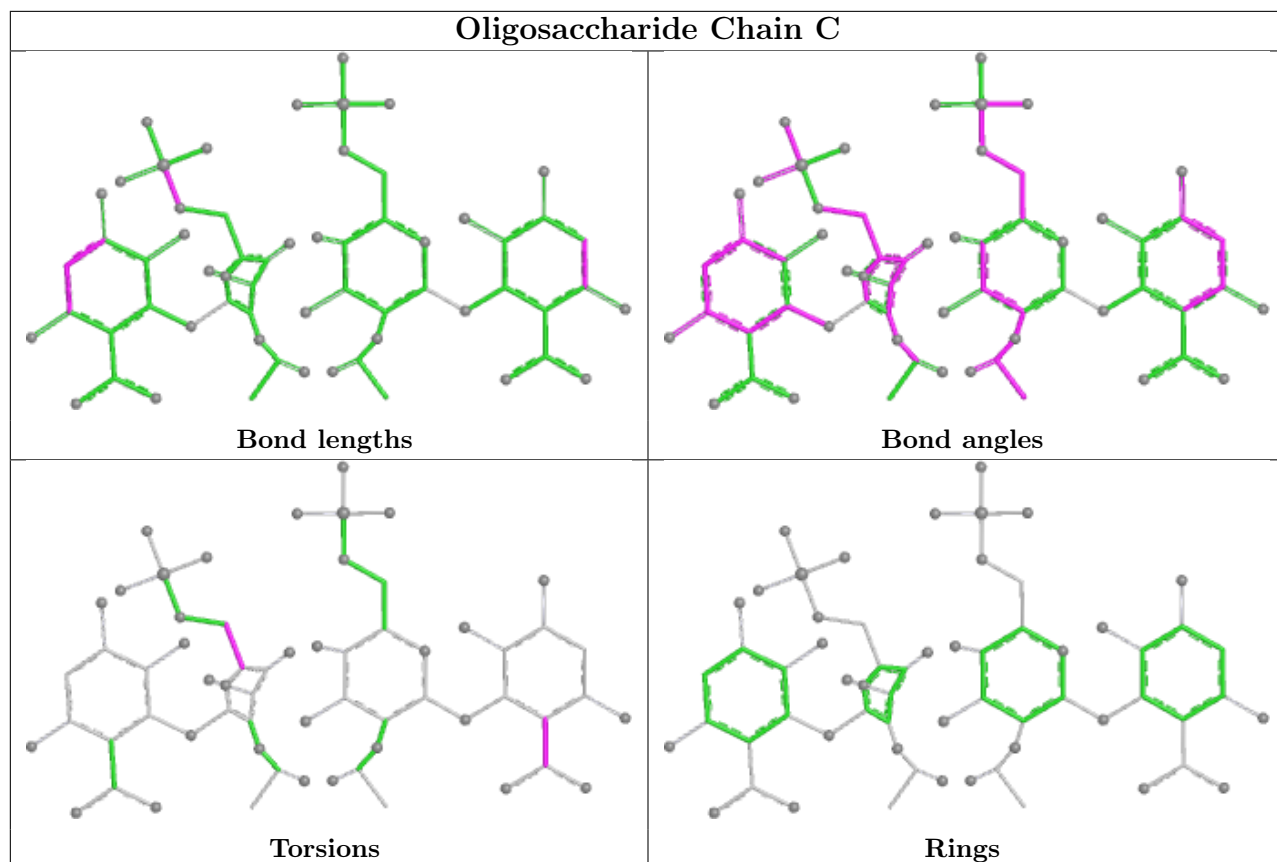 Oligosaccharide Chain C
Bond lengths
Bond angles
Torsions
Rings